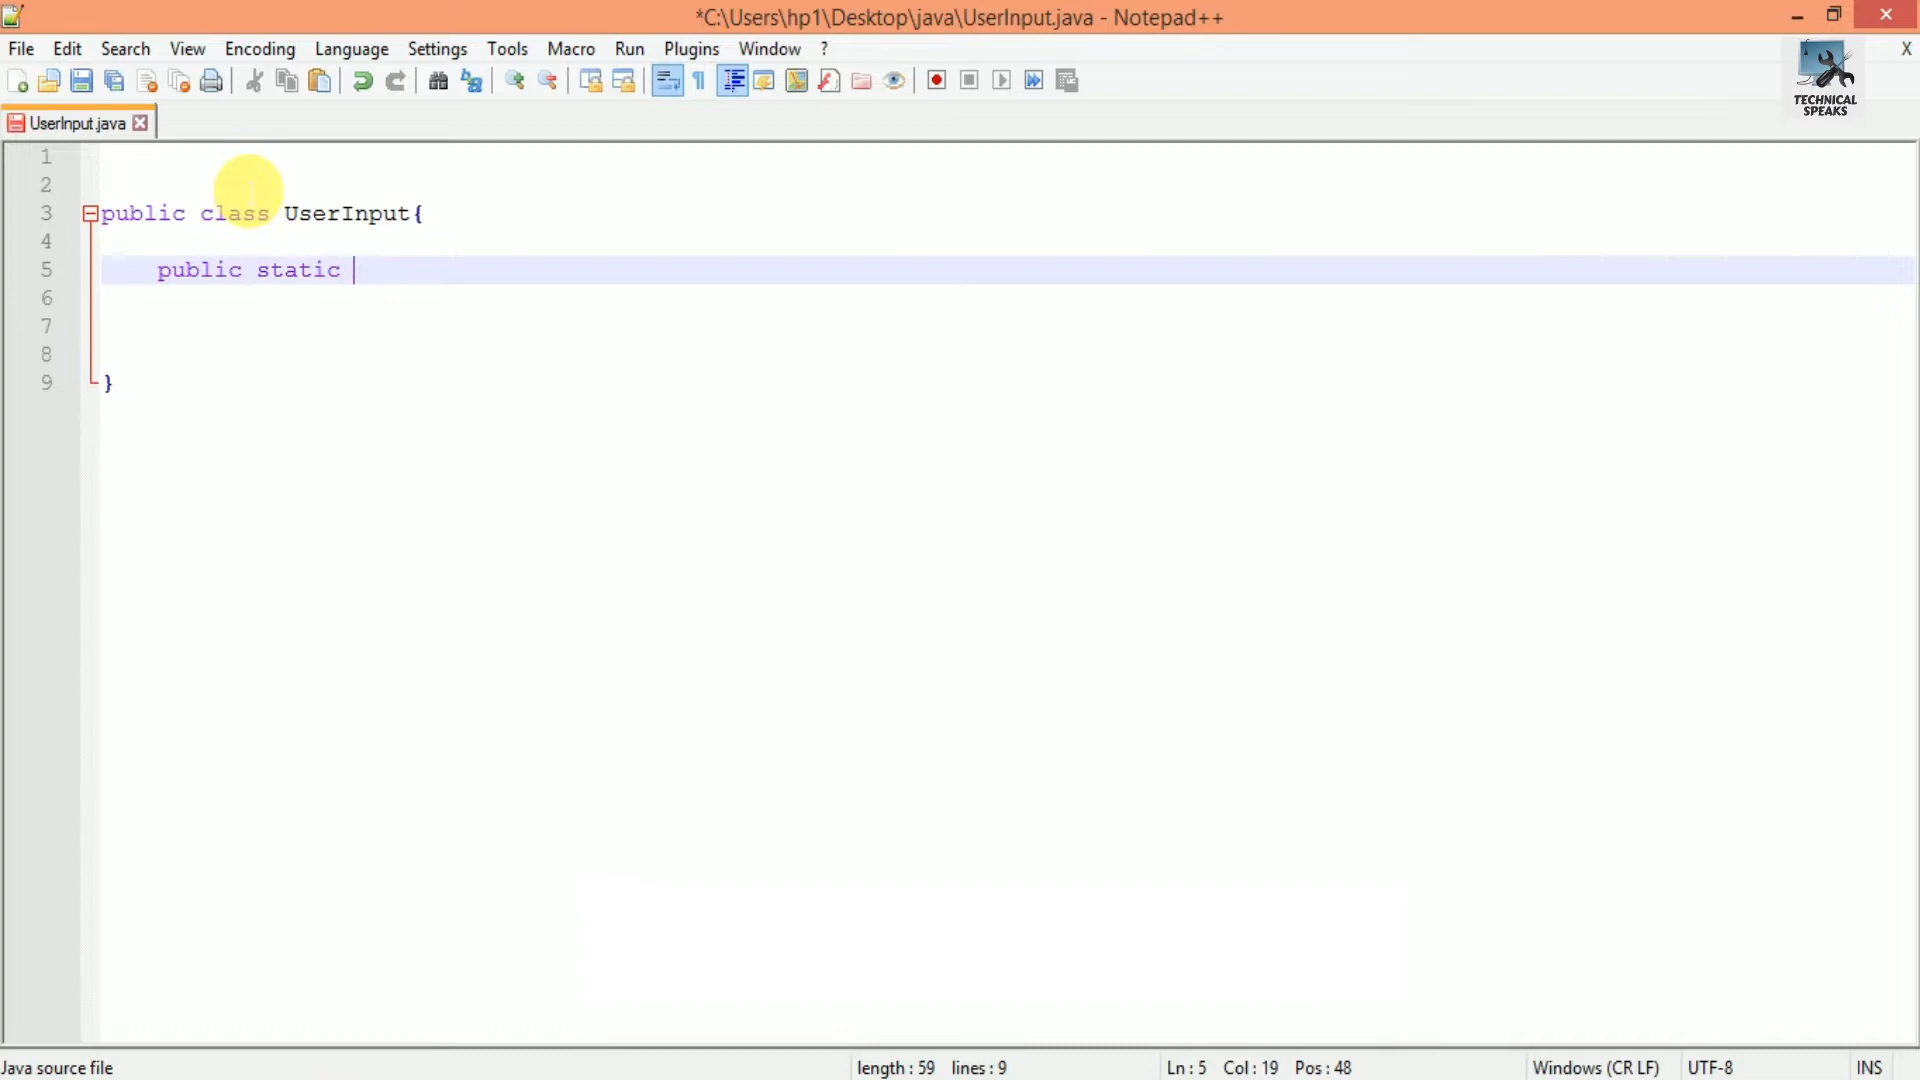 *C:\Users\hp1\Desktop\java\UserInput.java - Notepad++
File Edit Search View Encoding Language Settings Tools Macro Run Plugins Window ? X
TECHNICAL
SPEAKS
UserInput.java
1
2
3 public class UserInput{
4
5 public static
6
7
8
9 }
Java source file length : 59 lines : 9 Ln : 5 Col : 19 Pos : 48 Windows (CR LF) UTF-8 INS